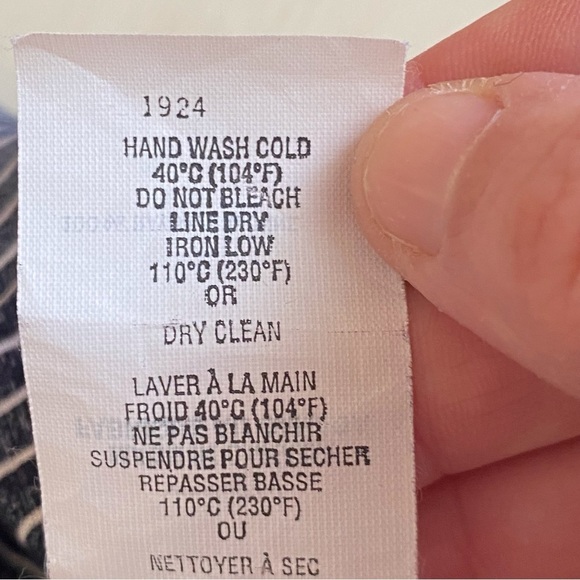 1924
HAND WASH COLD
40°C (104°F)
DO NOT BLEACH
LINE DRY
IRON LOW
110°C (230°F)
OR
DRY CLEAN
LAVER À LA MAIN
FROID 40°C (104°F)
NE PAS BLANCHIR
SUSPENDRE POUR SECHER
REPASSER BASSE
110°C (230°F)
OU
NETTOYER À SEC